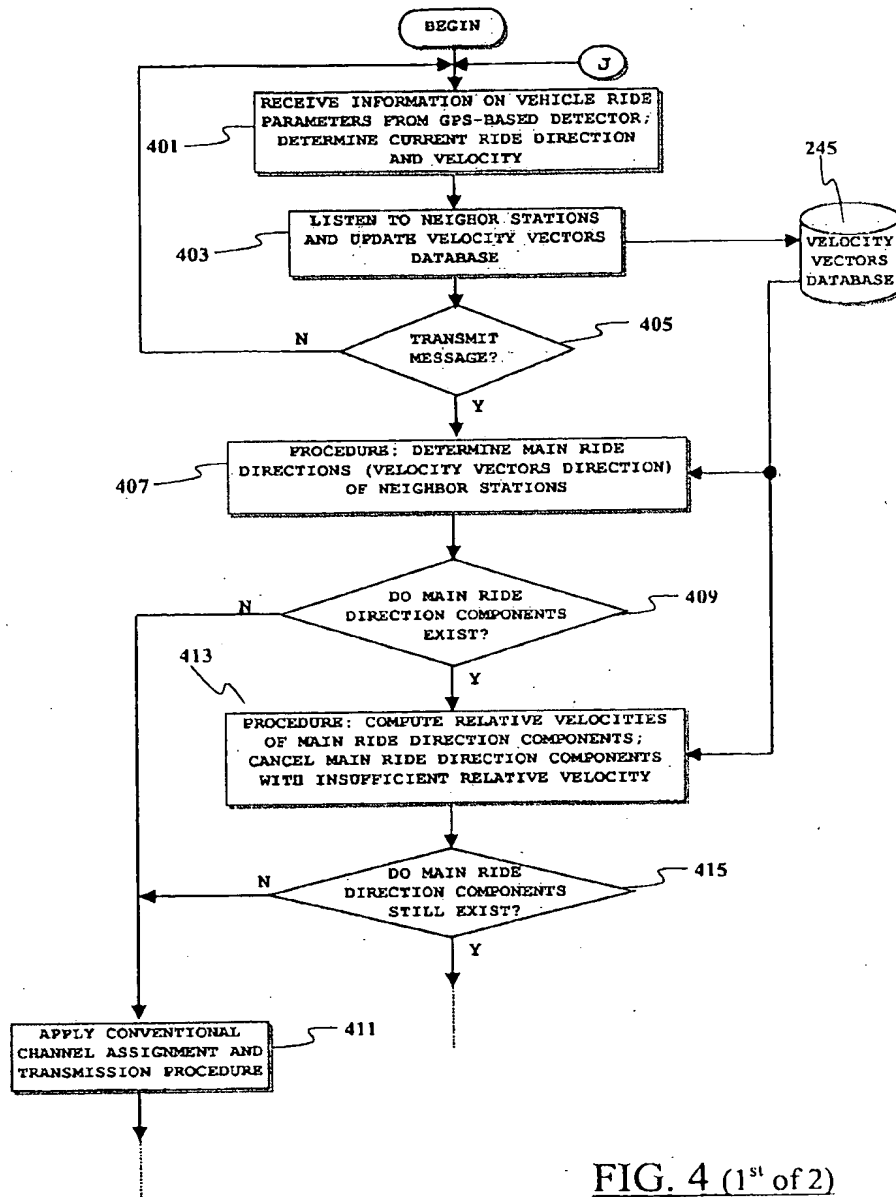 BEGIN
J
RECEIVE INFORMATION ON VEHICLE RIDE
PARAMETERS FROM GPS-BASED DETECTOR;
DETERMINE CURRENT RIDE DIRECTION
AND VELOCITY
401
245
LISTEN TO NEIGHBOR STATIONS
AND UPDATE VELOCITY VECTORS
DATABASE
403
VELOCITY
VECTORS
DATABASE
N
TRANSMIT
MESSAGE?
405
Y
PROCEDURE: DETERMINE MAIN RIDE
DIRECTIONS (VELOCITY VECTORS DIRECTION)
OF NEIGHBOR STATIONS
407
N
DO MAIN RIDE
DIRECTION COMPONENTS
EXIST?
409
Y
413
PROCEDURE: COMPUTE RELATIVE VELOCITIES
OF MAIN RIDE DIRECTION COMPONENTS;
CANCEL MAIN RIDE DIRECTION COMPONENTS
WITH INSUFFICIENT RELATIVE VELOCITY
N
DO MAIN RIDE
DIRECTION COMPONENTS
STILL EXIST?
415
Y
APPLY CONVENTIONAL
CHANNEL ASSIGNMENT AND
TRANSMISSION PROCEDURE
411
FIG. 4 (1st of 2)